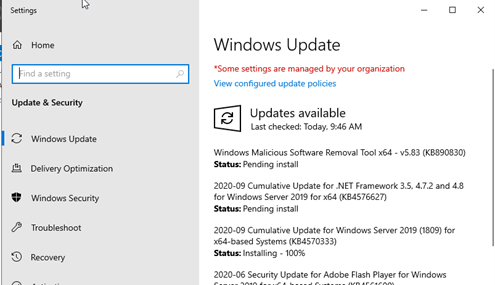 Settings
Home
Find a setting
Update & Security
Windows Update
Delivery Optimization
Windows Security
Troubleshoot
Recovery
Windows Update
*Some settings are managed by your organization
View configured update policies
Updates available
Last checked: Today, 9:46 AM
Windows Malicious Software Removal Tool x64 - v5.83 (KB890830)
Status: Pending install
2020-09 Cumulative Update for .NET Framework 3.5, 4.7.2 and 4.8
for Windows Server 2019 for x64 (KB4576627)
Status: Pending install
2020-09 Cumulative Update for Windows Server 2019 (1809) for
x64-based Systems (KB4570333)
Status: Installing - 100%
2020-06 Security Update for Adobe Flash Player for Windows